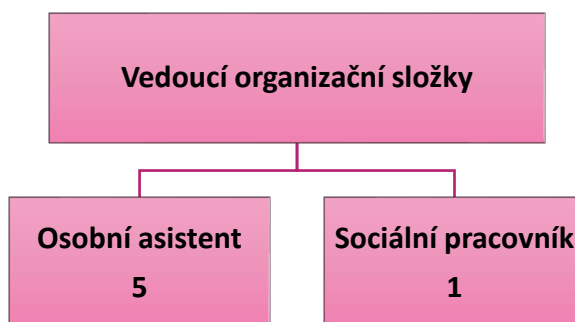 Vedoucí organizační složky
Osobní asistent
5
Sociální pracovník
1